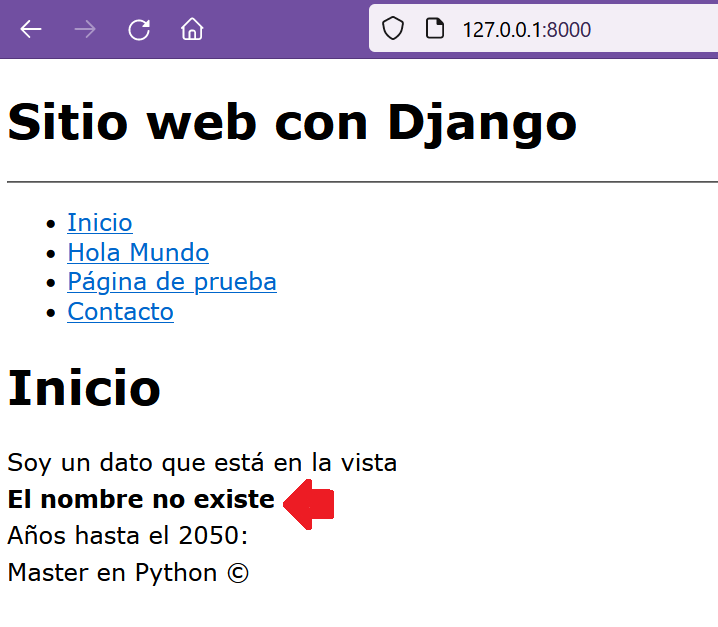 127.0.0.1:8000
Sitio web con Django
Inicio
Hola Mundo
Página de prueba
Contacto
Inicio
Soy un dato que está en la vista
El nombre no existe
Años hasta el 2050:
Master en Python ©